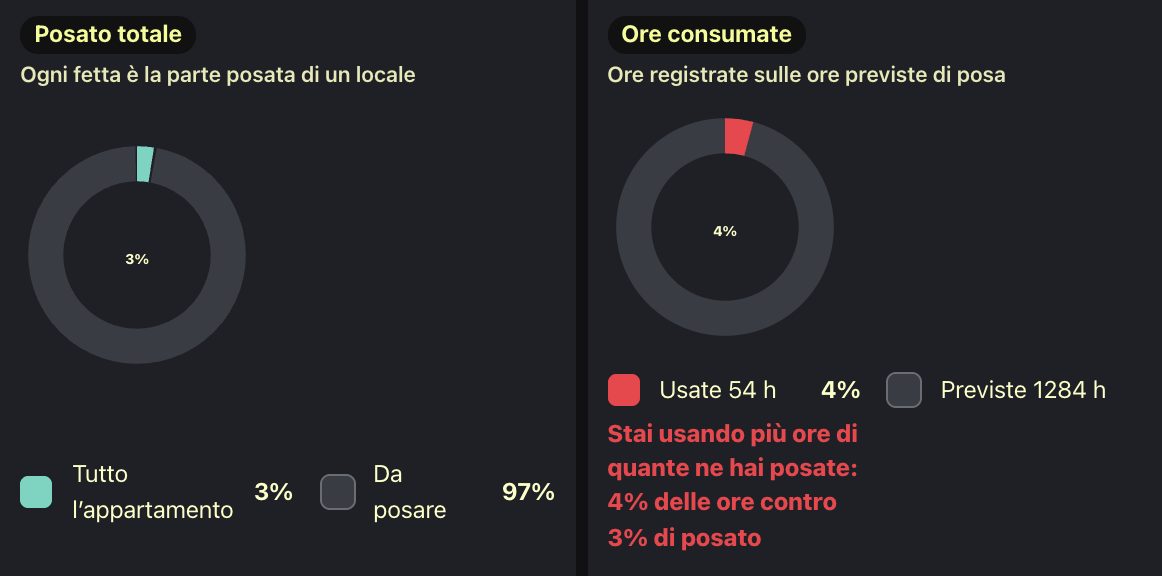 Posato totale
Ogni fetta è la parte posata di un locale
3%
Tutto
l’appartamento
3%
Da
posare
97%
Ore consumate
Ore registrate sulle ore previste di posa
4%
Usate 54 h
4%
Previste 1284 h
Stai usando più ore di
quante ne hai posate:
4% delle ore contro
3% di posato